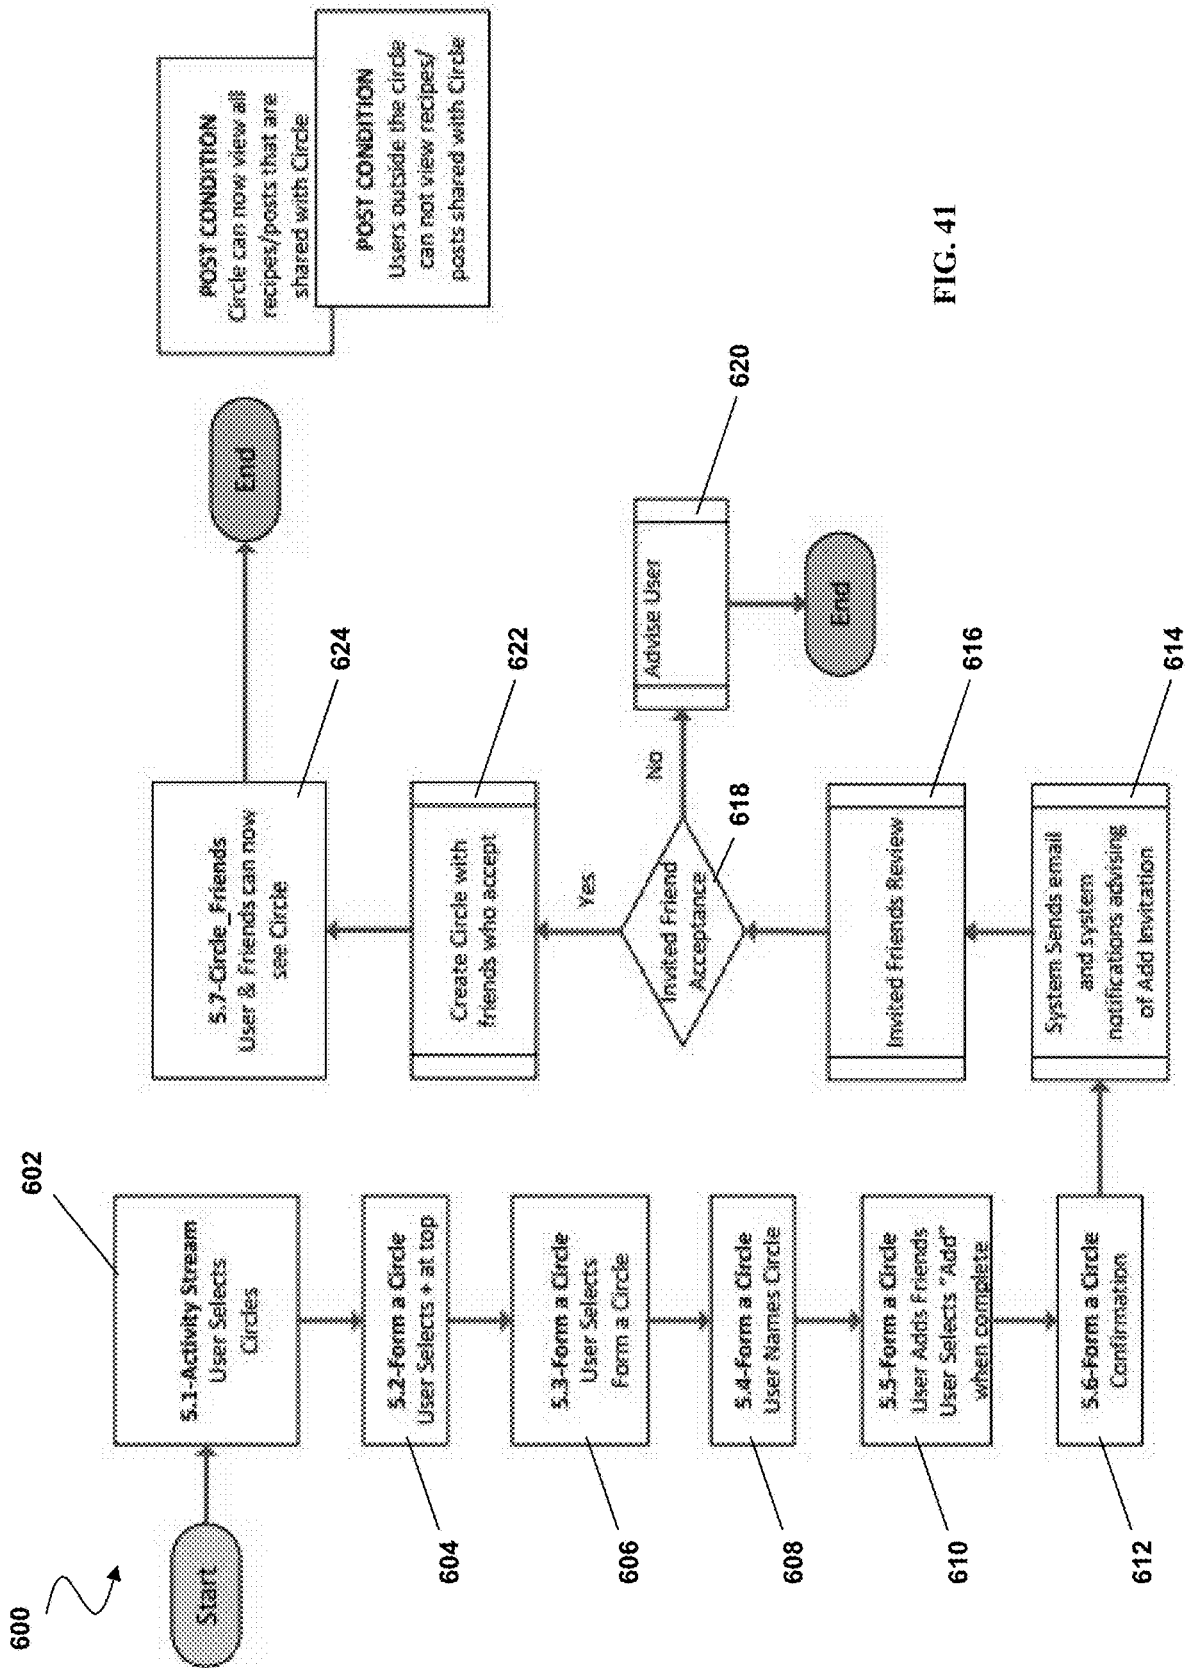 600
Start
602
5.1-Activity Stream
User Selects
Circles
5.2-Form a Circle
User Selects + at top
604
5.3-Form a Circle
User Selects
Form a Circle
606
5.4-Form a Circle
User Names Circle
608
5.5-Form a Circle
User Adds Friends
User Selects "Add"
when complete
610
5.6-Form a Circle
Confirmation
612
System Sends email
and system
notifications advising
of Add Invitation
614
Invited Friends Review
616
Invited Friend
Acceptance
618
No
Advise User
620
End
Yes
Create Circle with
friends who accept
622
5.7-Circle_Friends
User & Friends can now
see Circle
624
End
POST CONDITION
Circle can now view all
recipes/posts that are
shared with Circle
POST CONDITION
Users outside the circle
can not view recipes/
posts shared with Circle
FIG. 41